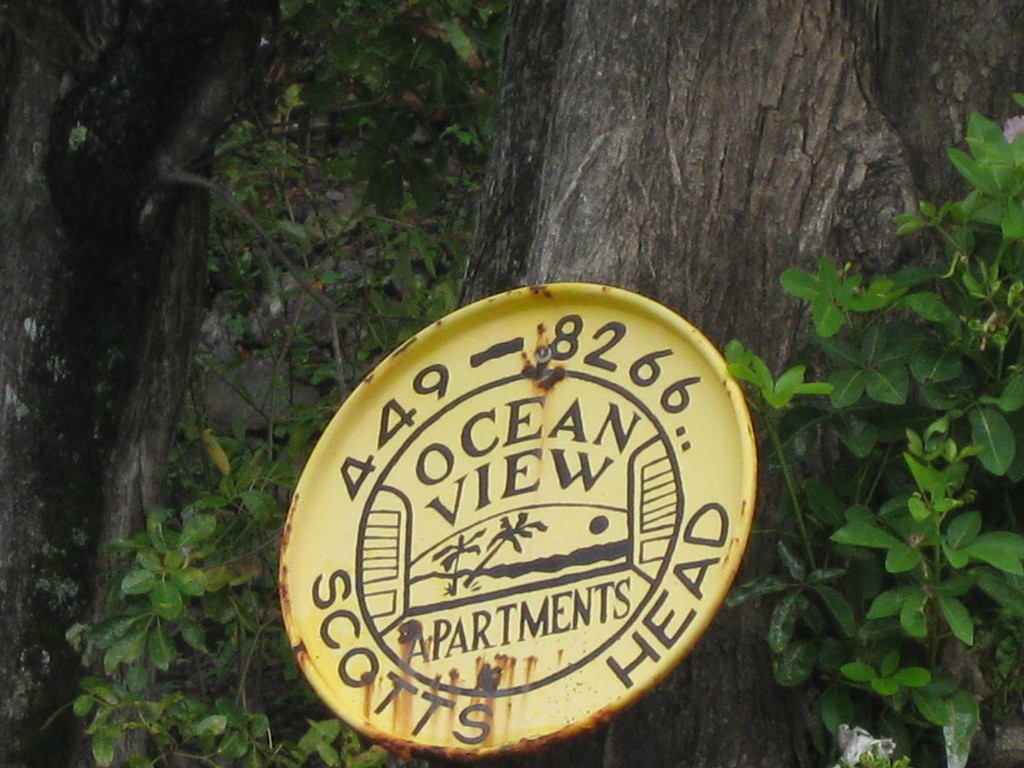 449-8266
OCEAN
VIEW
APARTMENTS
SCOTTS HEAD